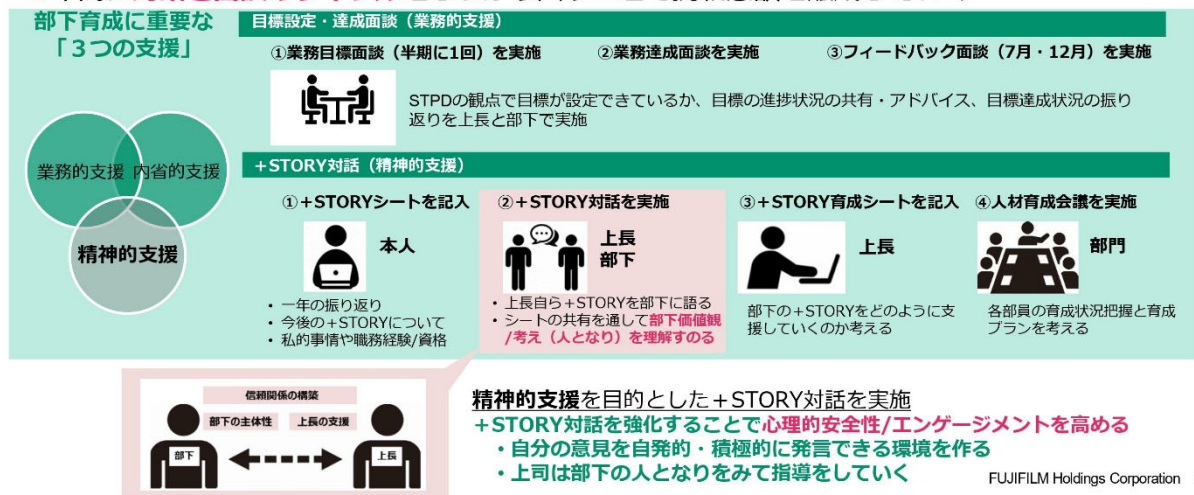 部下育成に重要な
「３つの支援」
業務的支援 内省的支援
精神的支援
目標設定・達成面談（業務的支援）
①業務目標面談（半期に1回）を実施 ②業務達成面談を実施 ③フィードバック面談（7月・12月）を実施
STPDの観点で目標が設定できているか、目標の進捗状況の共有・アドバイス、目標達成状況の振り
返りを上長と部下で実施
＋STORY対話（精神的支援）
①+STORYシートを記入
本人
• 一年の振り返り
• 今後の+STORYについて
• 私的事情や職務経験/資格
②+STORY対話を実施
上長
部下
• 上長自ら+STORYを部下に語る
• シートの共有を通して部下価値観
/考え（人となり）を理解すのる
③+STORY育成シートを記入
上長
部下の+STORYをどのように支
援していくのか考える
④人材育成会議を実施
部門
各部員の育成状況把握と育成
プランを考える
信頼関係の構築
部下の主体性 上長の支援
部下 上長
精神的支援を目的とした+STORY対話を実施
+STORY対話を強化することで心理的安全性/エンゲージメントを高める
・自分の意見を自発的・積極的に発言できる環境を作る
・上司は部下の人となりをみて指導をしていく
FUJIFILM Holdings Corporation